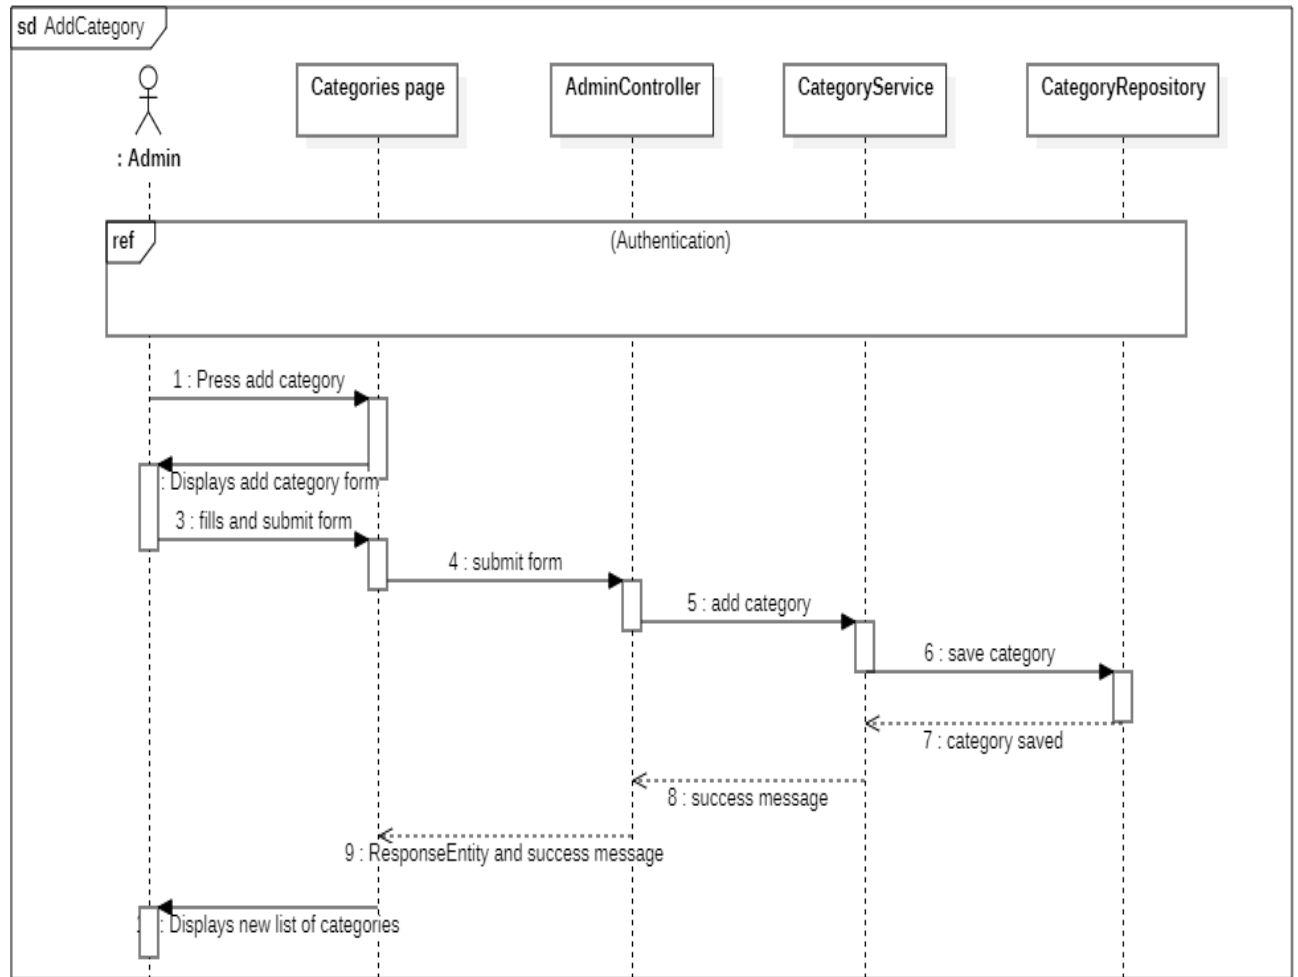 sd AddCategory
: Admin
Categories page
AdminController
CategoryService
CategoryRepository
ref
(Authentication)
1 : Press add category
: Displays add category form
3 : fills and submit form
4 : submit form
5 : add category
6 : save category
7 : category saved
8 : success message
9 : ResponseEntity and success message
: Displays new list of categories